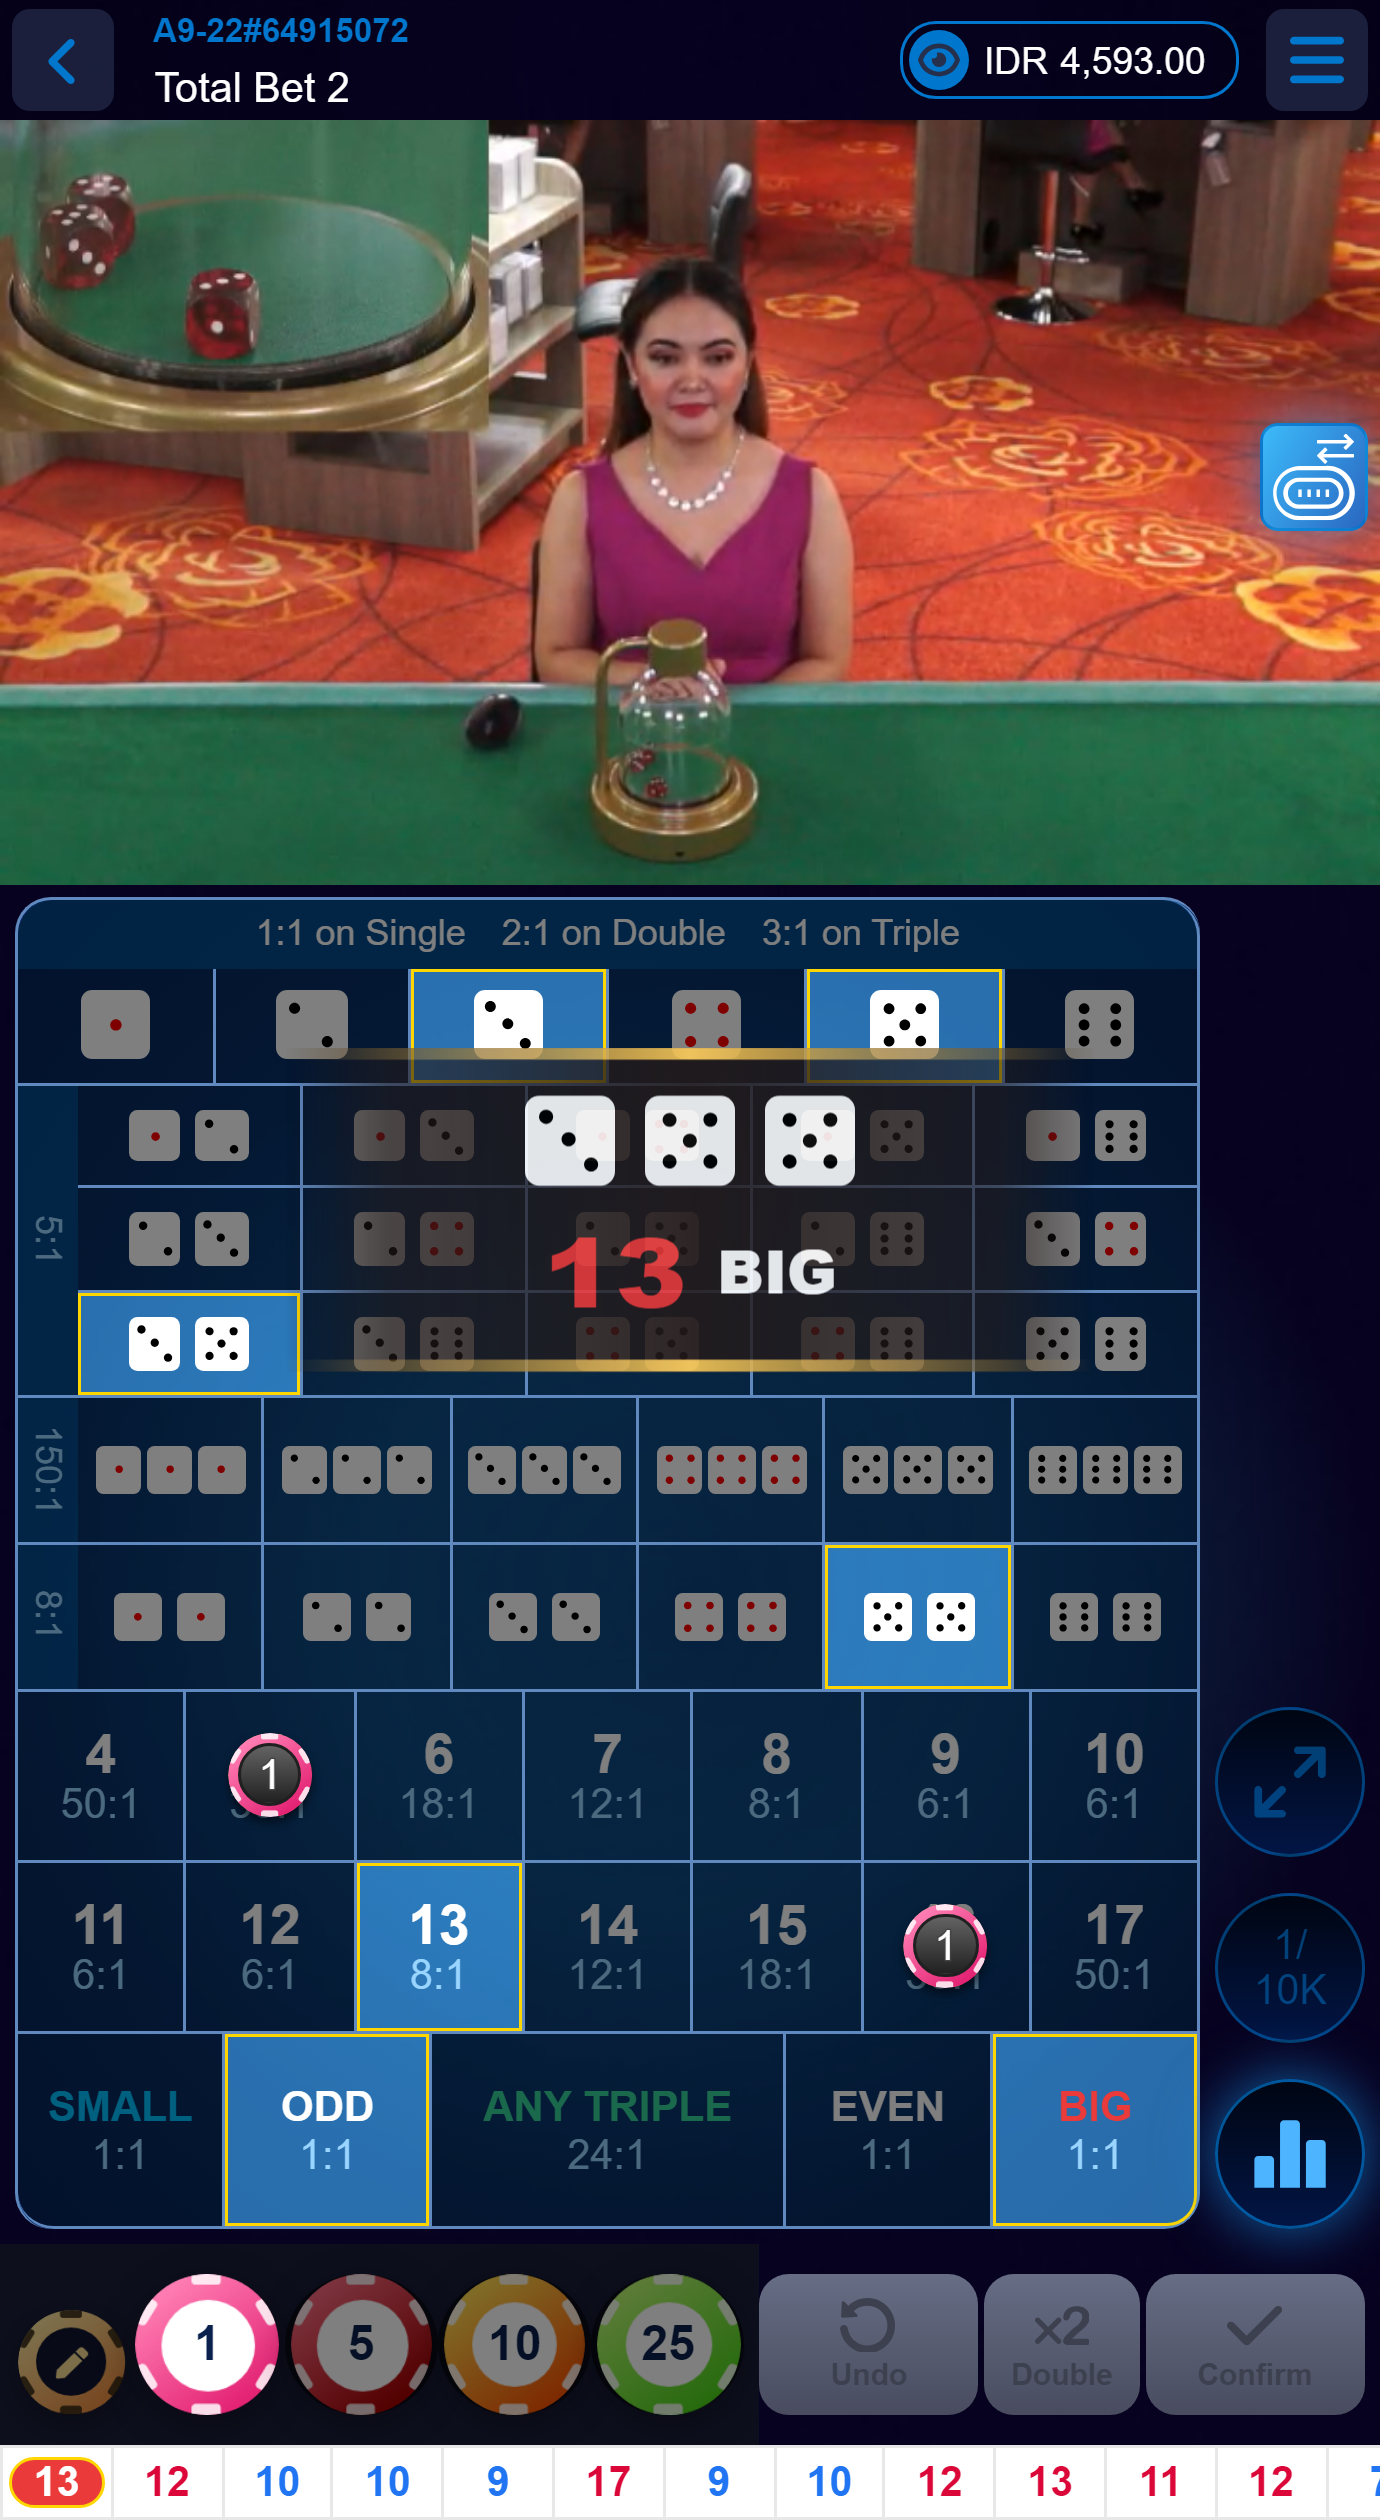 A9-22#64915072
Total Bet 2
IDR 4,593.00
1:1 on Single 2:1 on Double 3:1 on Triple
5:1
13 BIG
150:1
8:1
4 1 6 7 8 9 10
50:1 18:1 12:1 8:1 6:1 6:1
11 12 13 14 15 1 17
6:1 6:1 8:1 12:1 18:1 50:1
1/
10K
SMALL ODD ANY TRIPLE EVEN BIG
1:1 1:1 24:1 1:1 1:1
1 5 10 25
x2
Undo Double Confirm
13 12 10 10 9 17 9 10 12 13 11 12